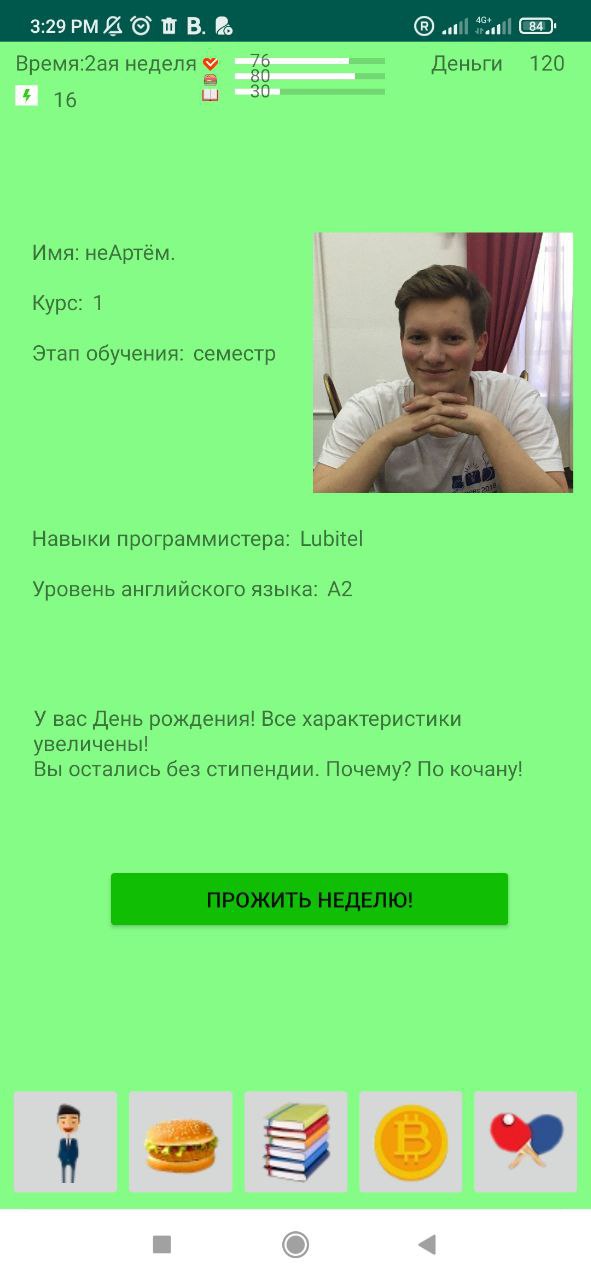 3:29 PM
B.
R
4G+
84
Время:2ая неделя
76
80
30
Деньги 120
16
Имя: неАртём.
Курс: 1
Этап обучения: семестр
Навыки программистера: Lubitel
Уровень английского языка: A2
У вас День рождения! Все характеристики
увеличены!
Вы остались без стипендии. Почему? По кочану!
ПРОЖИТЬ НЕДЕЛЮ!
B